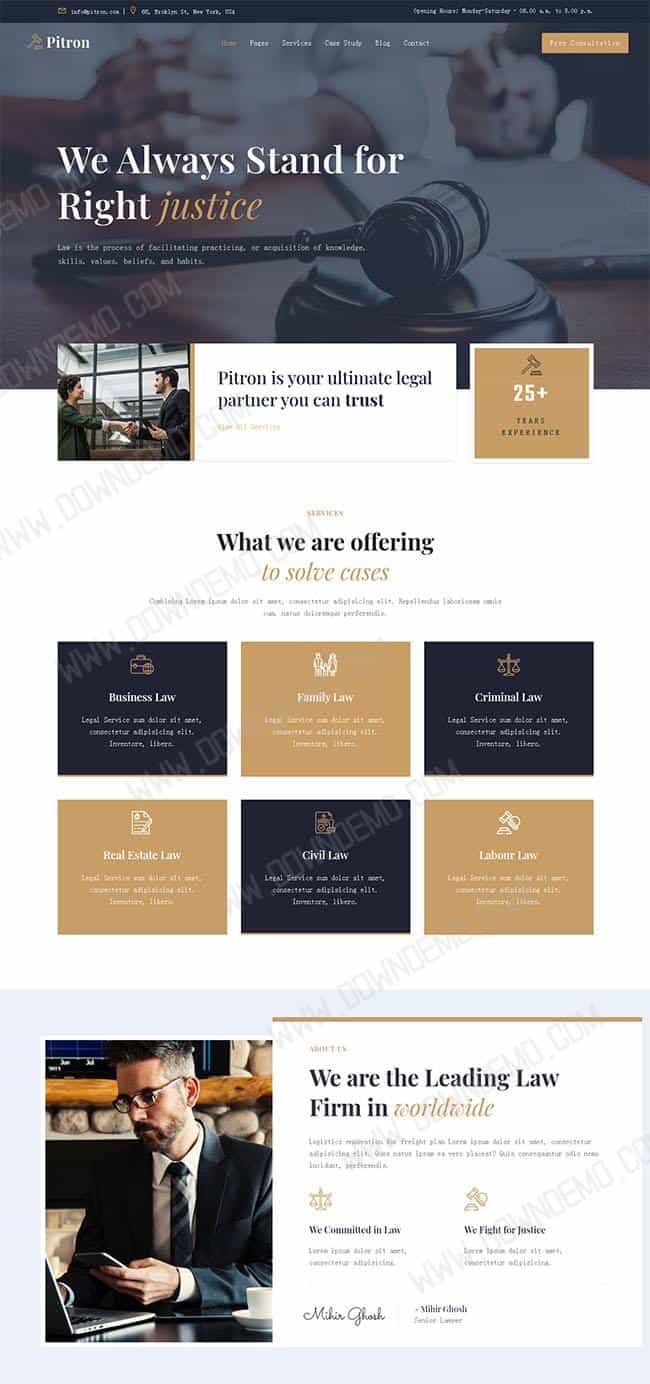 info@pitron.com | 68, Broklyn St, New York, USA
Opening Hours: Monday-Saturday - 08.00 a.m. to 5.00 p.m.
Pitron
Home Pages Services Case Study Blog Contact
Free Consultation
We Always Stand for
Right justice
Law is the process of facilitating practicing, or acquisition of knowledge,
skills, values, beliefs, and habits.
Pitron is your ultimate legal
partner you can trust
View All Services
25+
YEARS
EXPERIENCE
SERVICES
What we are offering
to solve cases
Combining Lorem ipsum dolor sit amet, consectetur adipisicing elit. Repellendus laboriosam omnis
cum, natus doloremque perferendis.
Business Law
Legal Service sum dolor sit amet,
consectetur adipisicing elit.
Inventore, libero.
Family Law
Legal Service sum dolor sit amet,
consectetur adipisicing elit.
Inventore, libero.
Criminal Law
Legal Service sum dolor sit amet,
consectetur adipisicing elit.
Inventore, libero.
Real Estate Law
Legal Service sum dolor sit amet,
consectetur adipisicing elit.
Inventore, libero.
Civil Law
Legal Service sum dolor sit amet,
consectetur adipisicing elit.
Inventore, libero.
Labour Law
Legal Service sum dolor sit amet,
consectetur adipisicing elit.
Inventore, libero.
ABOUT US
We are the Leading Law
Firm in worldwide
Logistics renovation for freight plan Lorem ipsum dolor sit amet, consectetur
adipisicing elit. Quos natus ipsam ea vero placeat? Quia consequuntur odio nemo
incidunt, perferendis.
We Committed in Law
Lorem ipsum dolor sit amet,
consectetur adipisicing.
We Fight for Justice
Lorem ipsum dolor sit amet,
consectetur adipisicing.
Mihir Ghosh
- Mihir Ghosh
Senior Lawyer
WWW.DOWNDEMO.COM